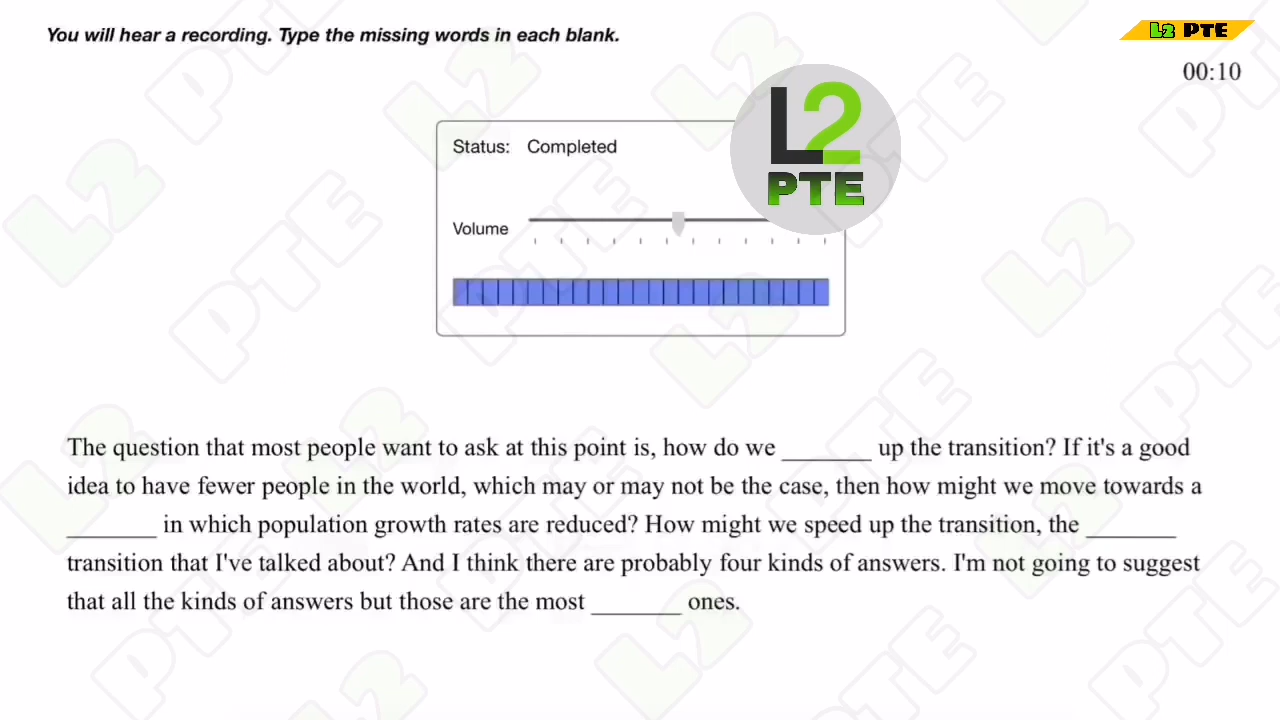 You will hear a recording. Type the missing words in each blank.
L2 PTE
00:10
L2
PTE
Status: Completed
Volume
The question that most people want to ask at this point is, how do we _______ up the transition? If it's a good
idea to have fewer people in the world, which may or may not be the case, then how might we move towards a
_______ in which population growth rates are reduced? How might we speed up the transition, the _______
transition that I've talked about? And I think there are probably four kinds of answers. I'm not going to suggest
that all the kinds of answers but those are the most _______ ones.